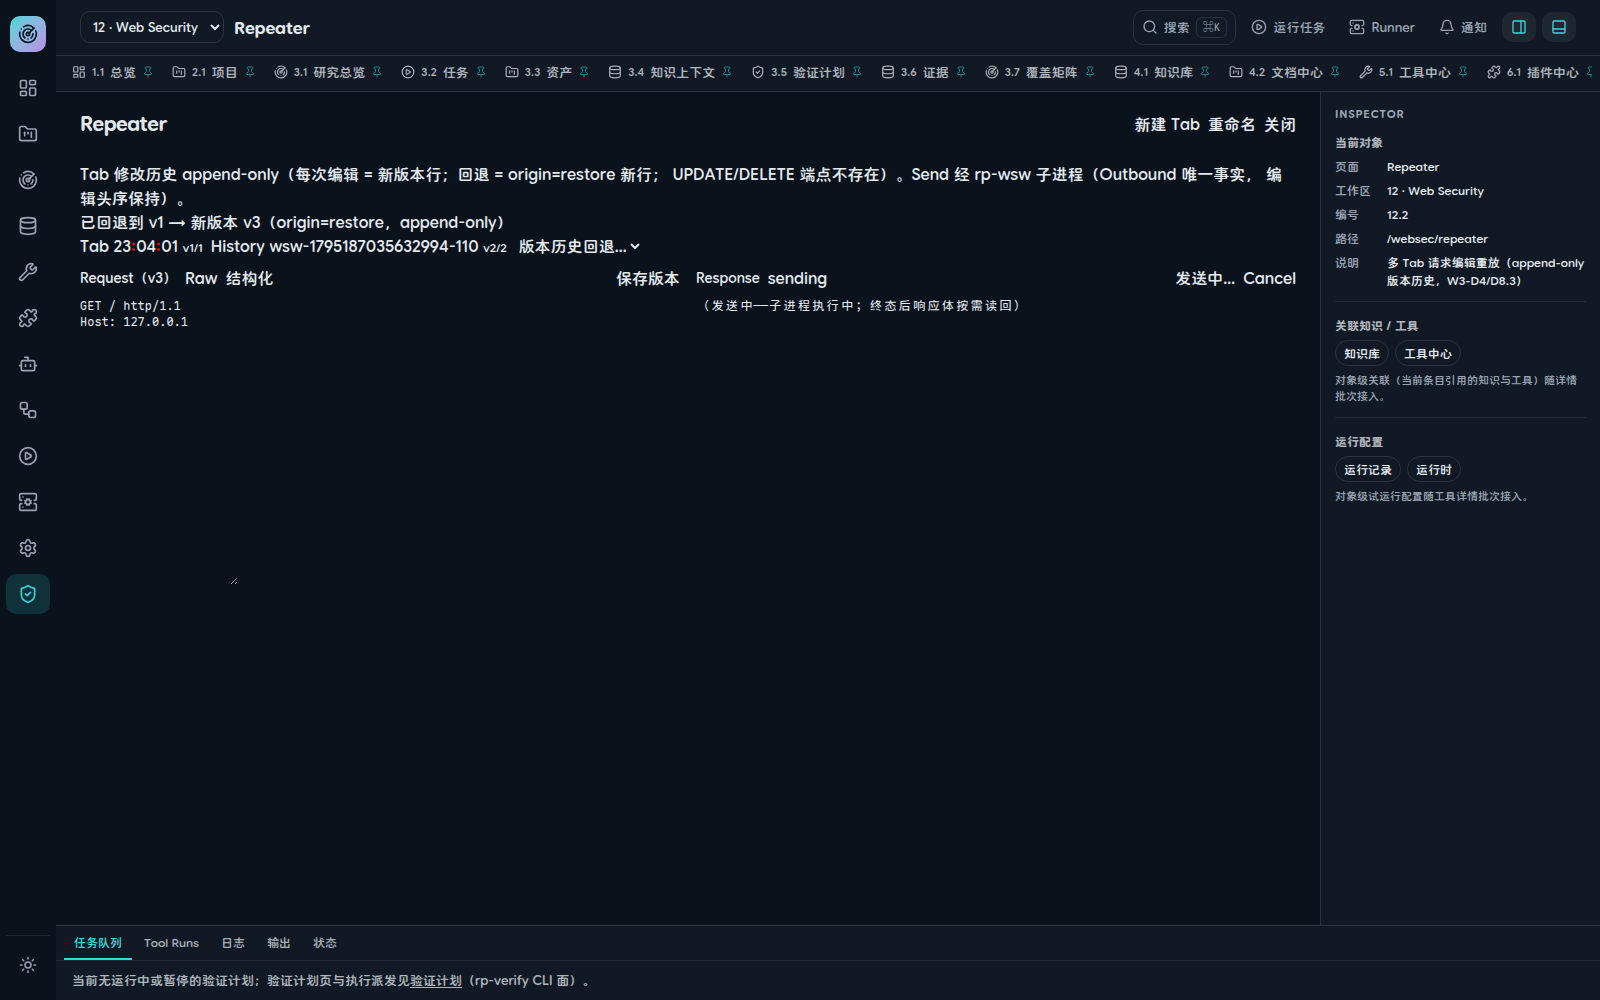 12 · Web Security
Repeater
搜索 ⌘K
运行任务
Runner
通知
1.1 总览
2.1 项目
3.1 研究总览
3.2 任务
3.3 资产
3.4 知识上下文
3.5 验证计划
3.6 证据
3.7 覆盖矩阵
4.1 知识库
4.2 文档中心
5.1 工具中心
6.1 插件中心
Repeater
新建 Tab 重命名 关闭
Tab 修改历史 append-only（每次编辑 = 新版本行；回退 = origin=restore 新行； UPDATE/DELETE 端点不存在）。Send 经 rp-wsw 子进程（Outbound 唯一事实， 编
辑头序保持）。
已回退到 v1 → 新版本 v3（origin=restore，append-only）
Tab 23:04:01 v1/1 History wsw-1795187035632994-110 v2/2 版本历史回退...
Request（v3） Raw 结构化 保存版本
Response sending 发送中... Cancel
GET / http/1.1
Host: 127.0.0.1
（发送中——子进程执行中；终态后响应体按需读回）
INSPECTOR
当前对象
页面 Repeater
工作区 12 · Web Security
编号 12.2
路径 /websec/repeater
说明 多 Tab 请求编辑重放（append-only
版本历史，W3-D4/D8.3）
关联知识 / 工具
知识库 工具中心
对象级关联（当前条目引用的知识与工具）随详情
批次接入。
运行配置
运行记录 运行时
对象级试运行配置随工具详情批次接入。
任务队列 Tool Runs 日志 输出 状态
当前无运行中或暂停的验证计划；验证计划页与执行派发见验证计划（rp-verify CLI 面）。